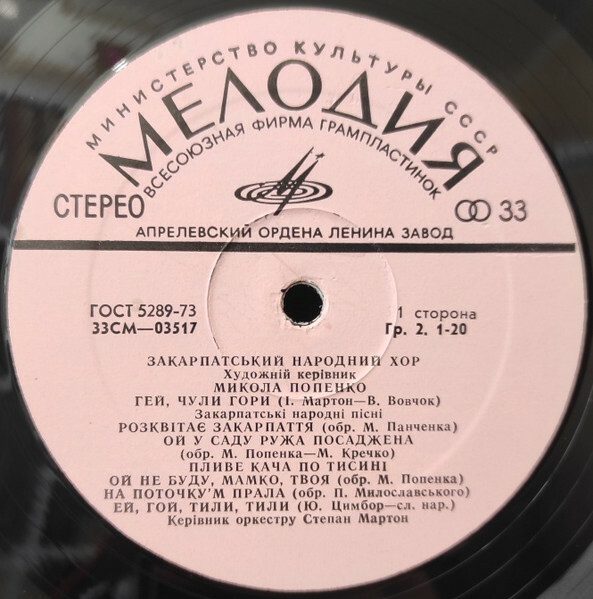 МИНИСТЕРСТВО КУЛЬТУРЫ СССР
МЕЛОДИЯ
ВСЕСОЮЗНАЯ ФИРМА ГРАМПЛАСТИНОК
СТЕРЕО
33
АПРЕЛЕВСКИЙ ОРДЕНА ЛЕНИНА ЗАВОД
ГОСТ 5289-73
33СМ—03517
1 сторона
Гр. 2. 1-20
ЗАКАРПАТСЬКИЙ НАРОДНИЙ ХОР
Художній керівник
МИКОЛА ПОПЕНКО
ГЕЙ, ЧУЛИ ГОРИ (І. Мартон—В. Вовчок)
Закарпатські народні пісні
РОЗКВІТАЄ ЗАКАРПАТТЯ (обр. М. Панченка)
ОЙ У САДУ РУЖА ПОСАДЖЕНА
(обр. М. Попенка—М. Кречко)
ПЛИВЕ КАЧА ПО ТИСИНІ
ОЙ НЕ БУДУ, МАМКО, ТВОЯ (обр. М. Попенка)
НА ПОТОЧКУ'М ПРАЛА (обр. П. Милославського)
ЕЙ, ГОЙ, ТИЛИ, ТИЛИ (Ю. Цимбор—сл. нар.)
Керівник оркестру Степан Мартон